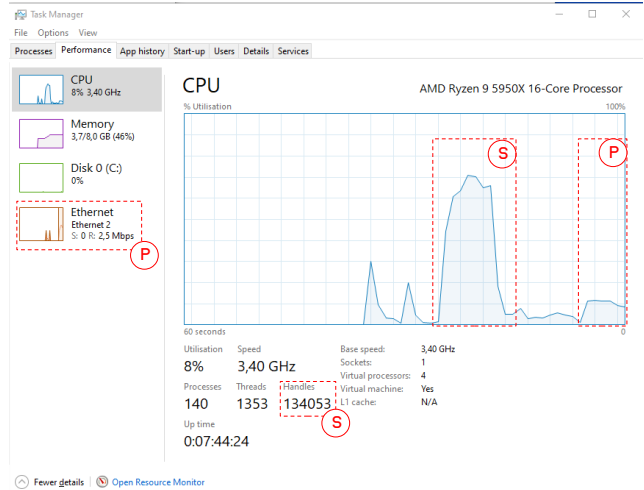 Task Manager
File Options View
Processes Performance App history Start-up Users Details Services
CPU
8% 3,40 GHz
Memory
3,7/8,0 GB (46%)
Disk 0 (C:)
0%
Ethernet
Ethernet 2
S: 0 R: 2,5 Mbps
P
CPU AMD Ryzen 9 5950X 16-Core Processor
% Utilisation 100%
S P
60 seconds 0
Utilisation Speed
8% 3,40 GHz
Processes Threads Handles
140 1353 134053
S
Up time
0:07:44:24
Base speed: 3,40 GHz
Sockets: 1
Virtual processors: 4
Virtual machine: Yes
L1 cache: N/A
Fewer details Open Resource Monitor